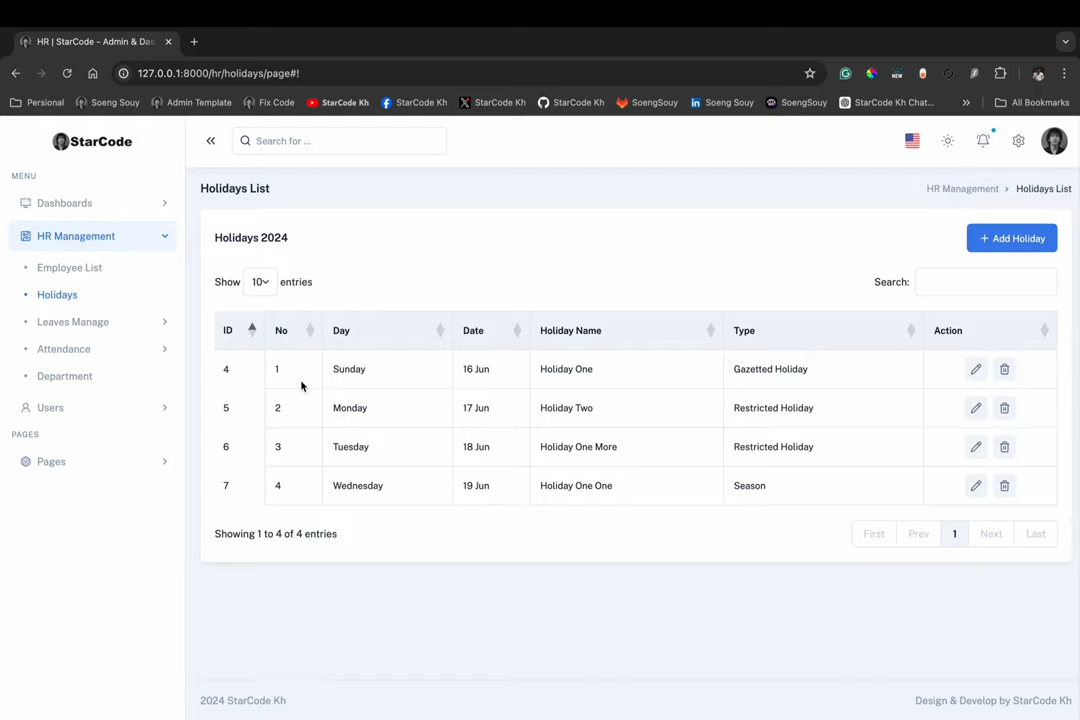 HR | StarCode - Admin & Das
127.0.0.1:8000/hr/holidays/page#!
Personal Soeng Souy Admin Template Fix Code StarCode Kh StarCode Kh StarCode Kh StarCode Kh SoengSouy Soeng Souy SoengSouy StarCode Kh Chat... » All Bookmarks
StarCode
Search for ...
MENU
Dashboards
HR Management
Employee List
Holidays
Leaves Manage
Attendance
Department
Users
PAGES
Pages
Holidays List
HR Management › Holidays List
Holidays 2024
+ Add Holiday
Show 10 entries
Search:
ID No Day Date Holiday Name Type Action
4 1 Sunday 16 Jun Holiday One Gazetted Holiday
5 2 Monday 17 Jun Holiday Two Restricted Holiday
6 3 Tuesday 18 Jun Holiday One More Restricted Holiday
7 4 Wednesday 19 Jun Holiday One One Season
Showing 1 to 4 of 4 entries
First Prev 1 Next Last
2024 StarCode Kh
Design & Develop by StarCode Kh